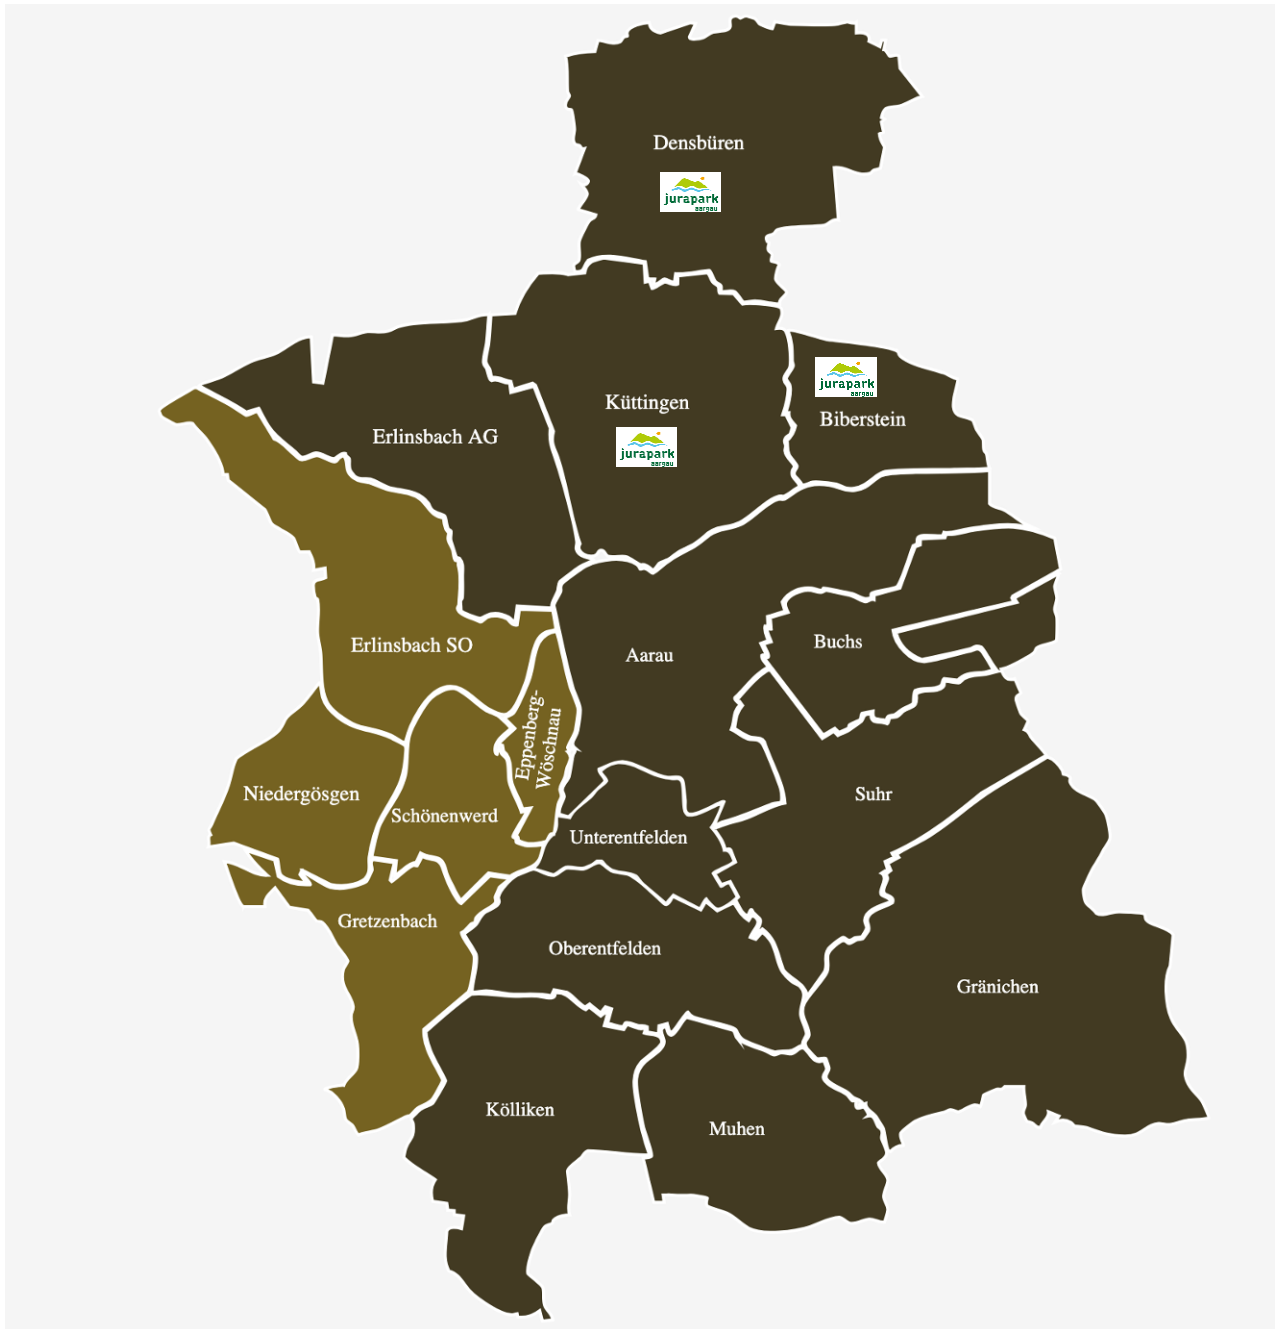 Densbüren
jurapark
aargau
Küttingen
jurapark
aargau
jurapark
aargau
Biberstein
Erlinsbach AG
Erlinsbach SO
Aarau
Buchs
Eppenberg-
Wöschnau
Niedergösgen
Schönenwerd
Suhr
Unterentfelden
Gretzenbach
Oberentfelden
Gränichen
Kölliken
Muhen